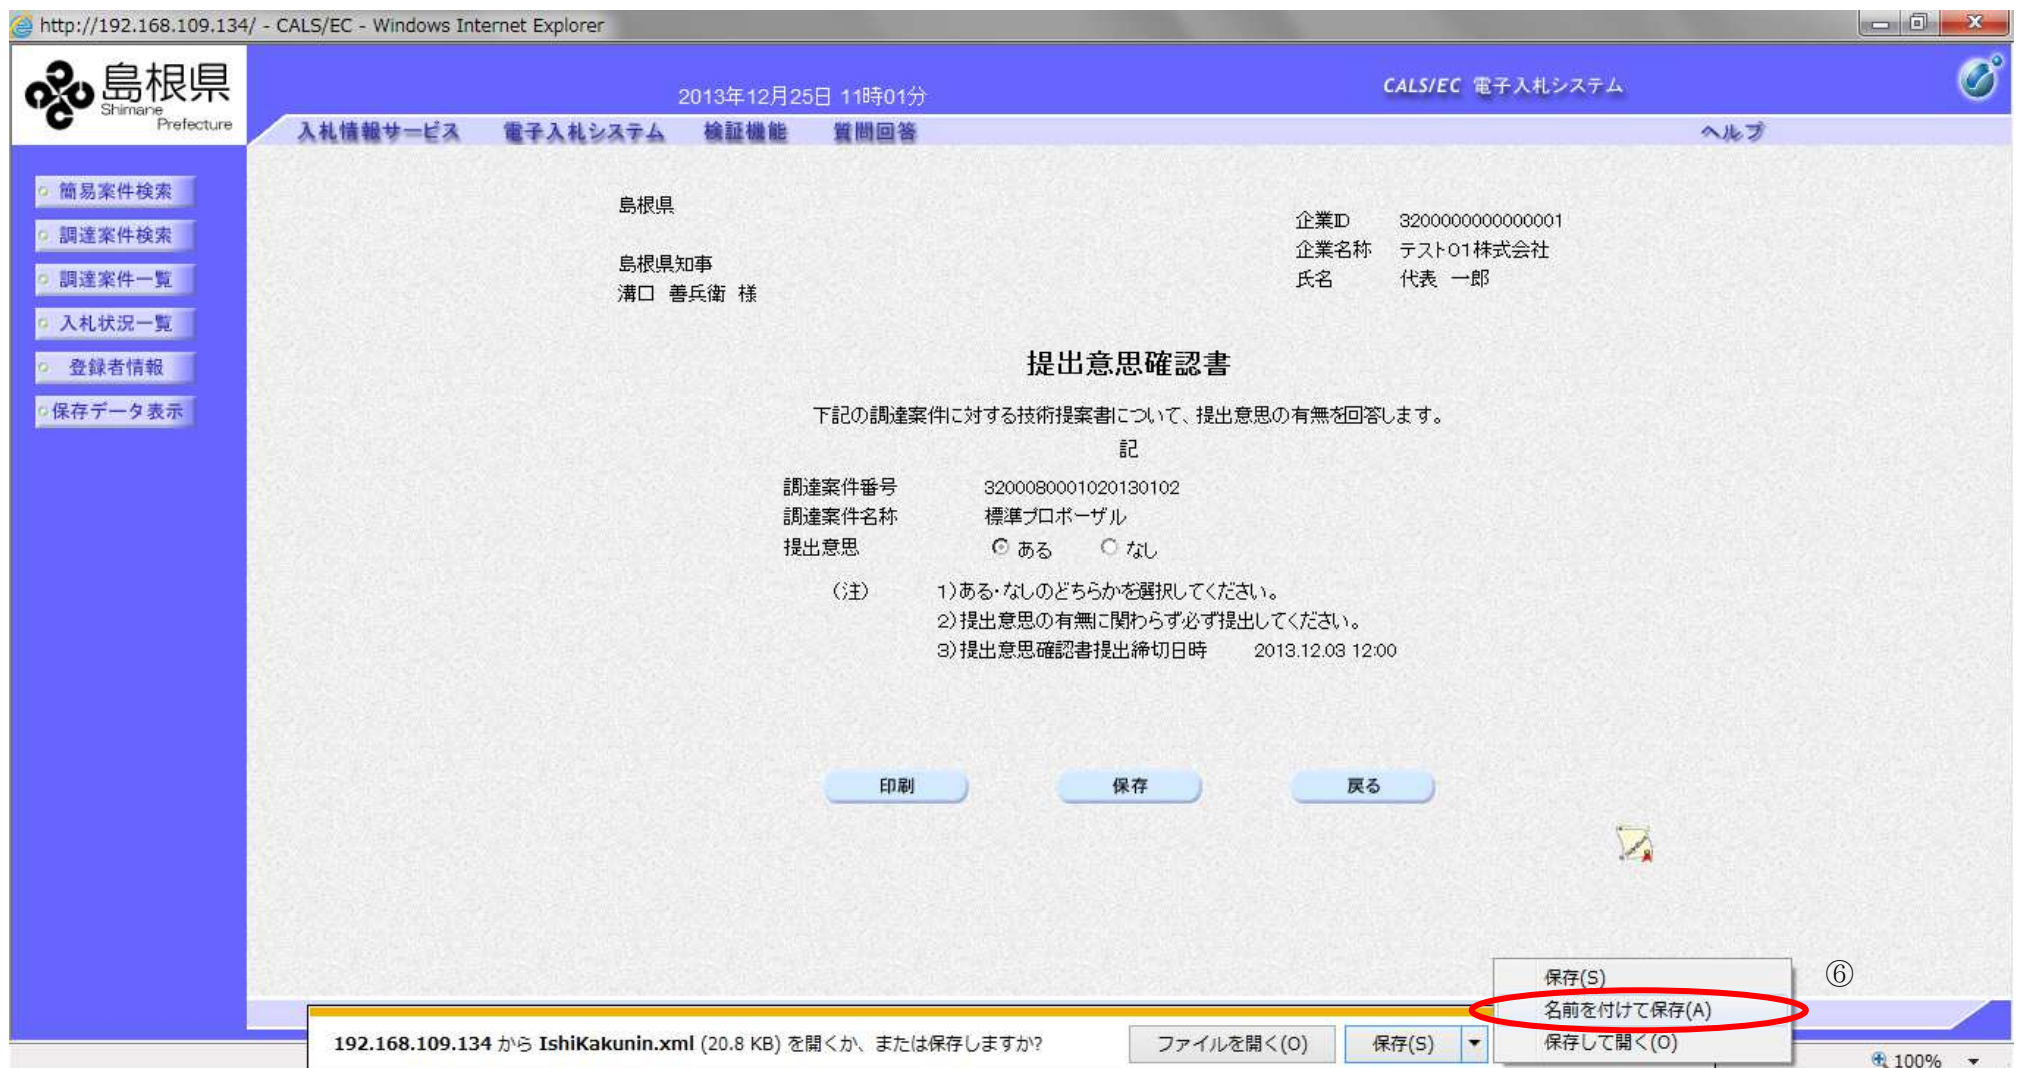 http://192.168.109.134/ - CALS/EC - Windows Internet Explorer
島根県
Shimane
Prefecture
2013年12月25日 11時01分
CALS/EC 電子入札システム
入札情報サービス 電子入札システム 検証機能 質問回答 ヘルプ
簡易案件検索
調達案件検索
調達案件一覧
入札状況一覧
登録者情報
保存データ表示
島根県
島根県知事
溝口 善兵衛 様
企業ID 3200000000000001
企業名称 テスト01株式会社
氏名 代表 一郎
提出意思確認書
下記の調達案件に対する技術提案書について、提出意思の有無を回答します。
記
調達案件番号 3200080001020130102
調達案件名称 標準プロポーザル
提出意思 ある なし
(注) 1)ある・なしのどちらかを選択してください。
2)提出意思の有無に関わらず必ず提出してください。
3)提出意思確認書提出締切日時 2013.12.03 12:00
印刷 保存 戻る
保存(S)
⑥
名前を付けて保存(A)
保存して開く(O)
192.168.109.134 から IshiKakunin.xml (20.8 KB) を開くか、または保存しますか?
ファイルを開く(O) 保存(S)
100%